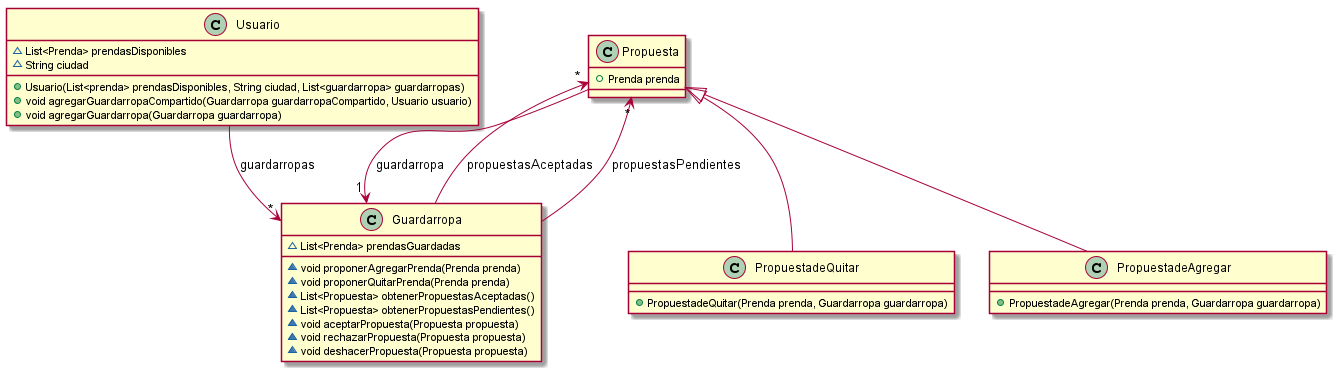 C Usuario
List<Prenda> prendasDisponibles
String ciudad
Usuario(List<prenda> prendasDisponibles, String ciudad, List<guardarropa> guardarropas)
void agregarGuardarropaCompartido(Guardarropa guardarropaCompartido, Usuario usuario)
void agregarGuardarropa(Guardarropa guardarropa)
C Propuesta
Prenda prenda
*
*
guardarropas
guardarropa
propuestasAceptadas
propuestasPendientes
*
1
C Guardarropa
List<Prenda> prendasGuardadas
void proponerAgregarPrenda(Prenda prenda)
void proponerQuitarPrenda(Prenda prenda)
List<Propuesta> obtenerPropuestasAceptadas()
List<Propuesta> obtenerPropuestasPendientes()
void aceptarPropuesta(Propuesta propuesta)
void rechazarPropuesta(Propuesta propuesta)
void deshacerPropuesta(Propuesta propuesta)
C PropuestadeQuitar
PropuestadeQuitar(Prenda prenda, Guardarropa guardarropa)
C PropuestadeAgregar
PropuestadeAgregar(Prenda prenda, Guardarropa guardarropa)